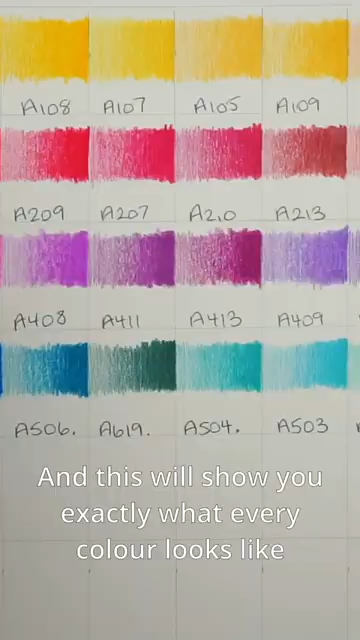 A108 A107 A105 A109
A209 A207 A210 A213
A408 A411 A413 A409
A506. A619. A504. A503
And this will show you
exactly what every
colour looks like